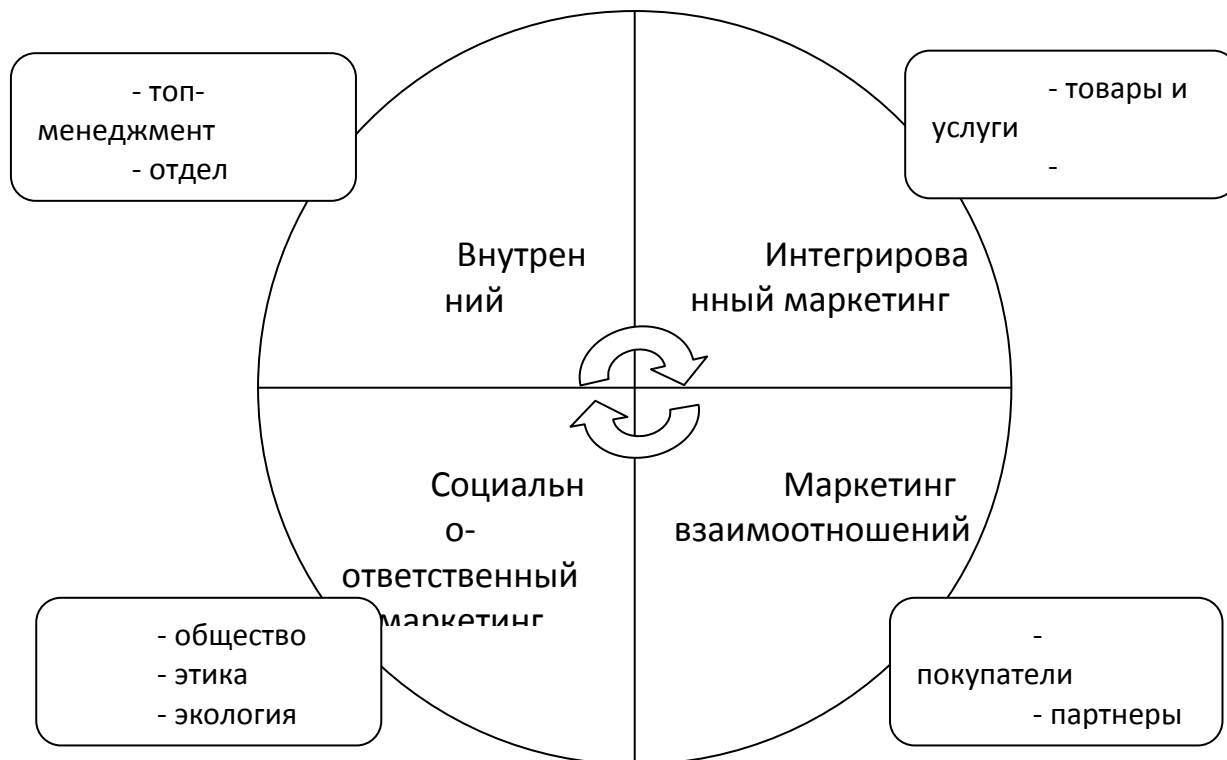 - топ-
менеджмент
- отдел
- товары и
услуги
-
Внутрен
ний
Интегрирова
нный маркетинг
Социальн
о-
ответственный
маркетинг
Маркетинг
взаимоотношений
- общество
- этика
- экология
-
покупатели
- партнеры